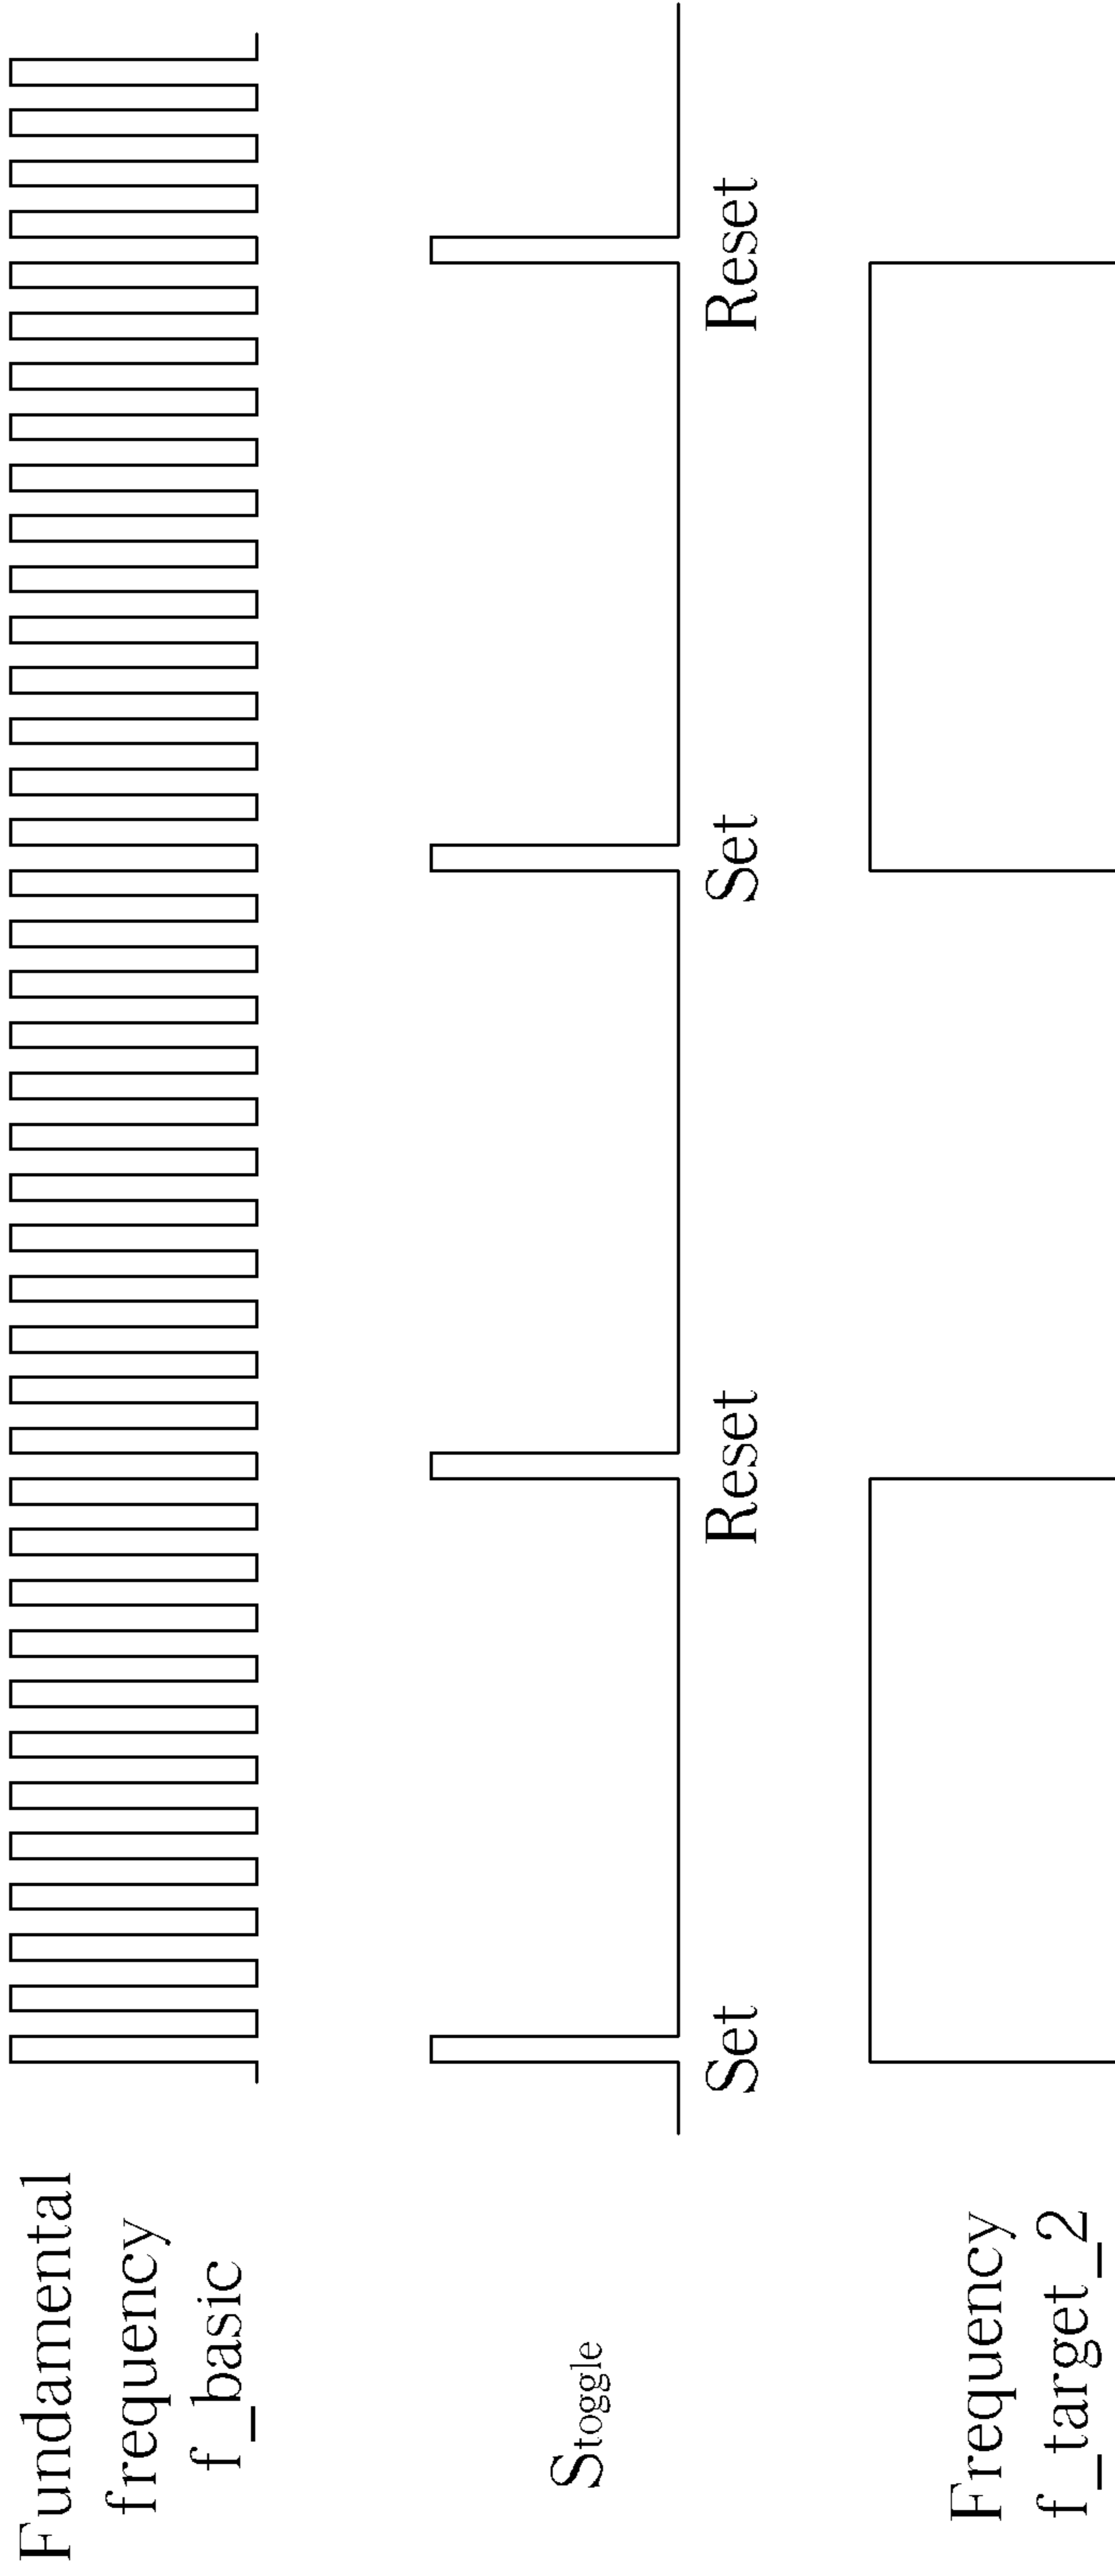 Fundamental
frequency
f_basic
Stoggle
Set
Reset
Set
Reset
Frequency
f_target_2